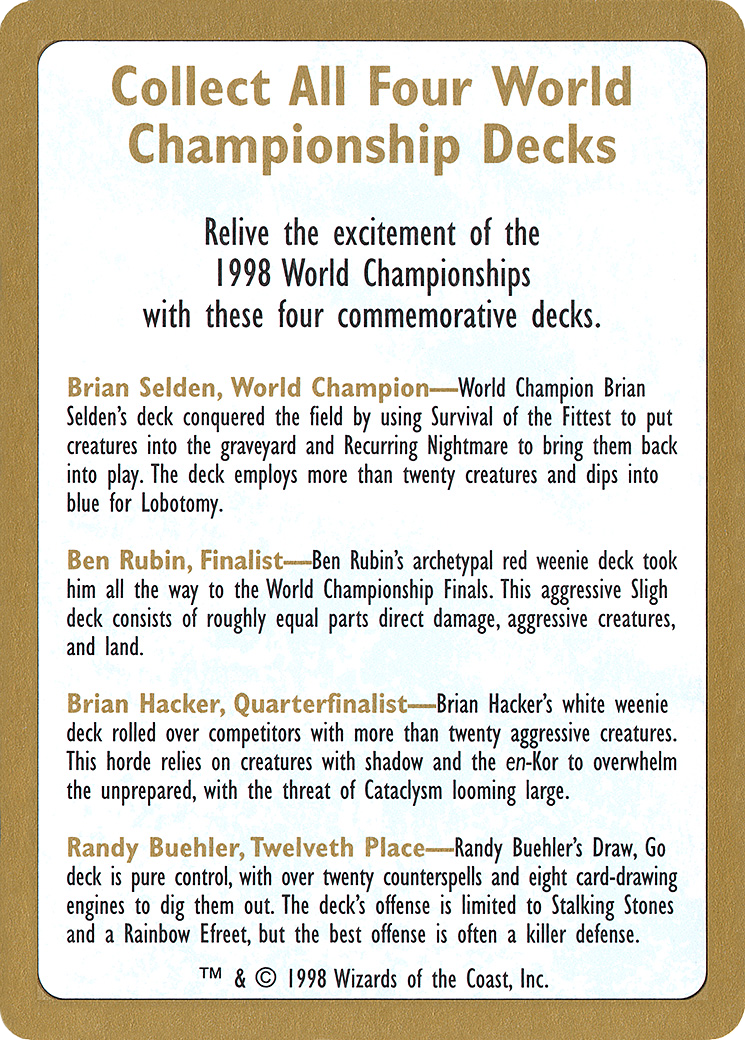 Collect All Four World
Championship Decks
Relive the excitement of the
1998 World Championships
with these four commemorative decks.
Brian Selden, World Champion—World Champion Brian
Selden's deck conquered the field by using Survival of the Fittest to put
creatures into the graveyard and Recurring Nightmare to bring them back
into play. The deck employs more than twenty creatures and dips into
blue for Lobotomy.
Ben Rubin, Finalist—Ben Rubin's archetypal red weenie deck took
him all the way to the World Championship Finals. This aggressive Sligh
deck consists of roughly equal parts direct damage, aggressive creatures,
and land.
Brian Hacker, Quarterfinalist—Brian Hacker's white weenie
deck rolled over competitors with more than twenty aggressive creatures.
This horde relies on creatures with shadow and the en-Kor to overwhelm
the unprepared, with the threat of Cataclysm looming large.
Randy Buehler, Twelveth Place—Randy Buehler's Draw, Go
deck is pure control, with over twenty counterspells and eight card-drawing
engines to dig them out. The deck's offense is limited to Stalking Stones
and a Rainbow Efreet, but the best offense is often a killer defense.
™ & © 1998 Wizards of the Coast, Inc.